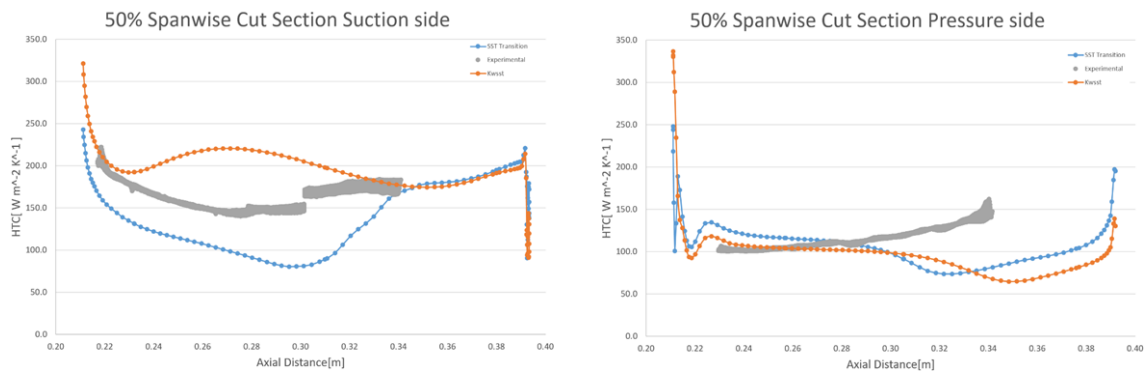 50% Spanwise Cut Section Suction side
350.0
300.0
250.0
200.0
150.0
100.0
50.0
0.0
HTC[ W m^-2 K^-1 ]
SST Transition
Experimental
Kwsst
0.20 0.22 0.24 0.26 0.28 0.30 0.32 0.34 0.36 0.38 0.40
Axial Distance[m]
50% Spanwise Cut Section Pressure side
350.0
300.0
250.0
200.0
150.0
100.0
50.0
0.0
HTC[ W m^-2 K^-1 ]
SST Transition
Experimental
Kwsst
0.20 0.22 0.24 0.26 0.28 0.30 0.32 0.34 0.36 0.38 0.40
Axial Distance[m]